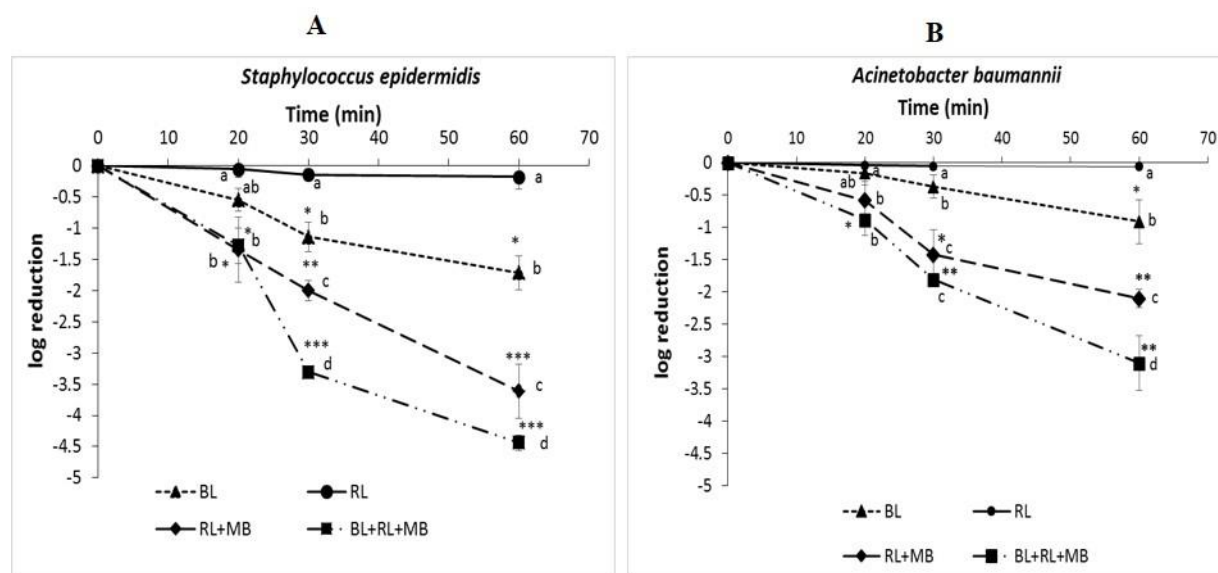 A
Staphylococcus epidermidis
Time (min)
0 10 20 30 40 50 60 70
0
-0.5
-1
-1.5
-2
-2.5
-3
-3.5
-4
-4.5
-5
log reduction
a a a
ab * b * b
* b b * ** c *** c
*** d *** d
BL RL
RL+MB BL+RL+MB
B
Acinetobacter baumannii
Time (min)
0 10 20 30 40 50 60 70
0
-0.5
-1
-1.5
-2
-2.5
-3
-3.5
-4
-4.5
-5
log reduction
a a a
ab b * b
b * c ** c
* b ** c ** d
BL RL
RL+MB BL+RL+MB